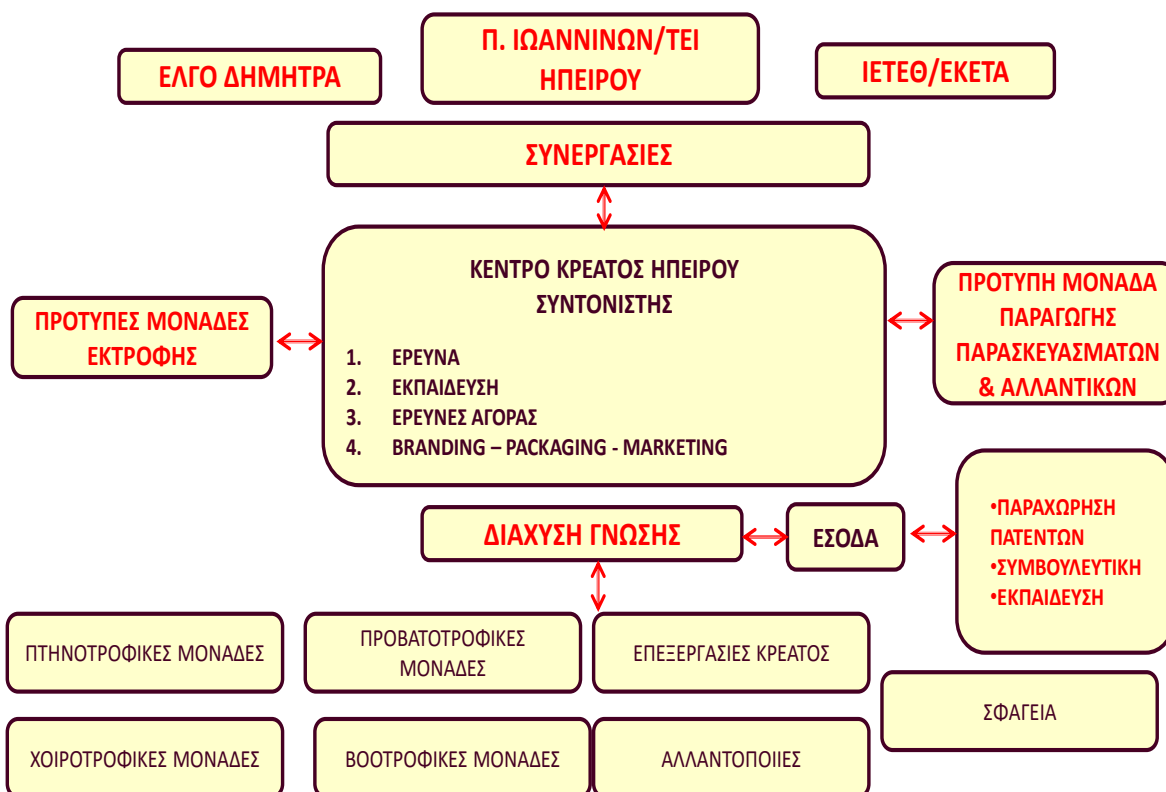 Π. ΙΩΑΝΝΙΝΩΝ/ΤΕΙ
ΗΠΕΙΡΟΥ
ΕΛΓΟ ΔΗΜΗΤΡΑ
ΙΕΤΕΘ/ΕΚΕΤΑ
ΣΥΝΕΡΓΑΣΙΕΣ
ΚΕΝΤΡΟ ΚΡΕΑΤΟΣ ΗΠΕΙΡΟΥ
ΣΥΝΤΟΝΙΣΤΗΣ
1. ΕΡΕΥΝΑ
2. ΕΚΠΑΙΔΕΥΣΗ
3. ΕΡΕΥΝΕΣ ΑΓΟΡΑΣ
4. BRANDING – PACKAGING - MARKETING
ΠΡΟΤΥΠΕΣ ΜΟΝΑΔΕΣ
ΕΚΤΡΟΦΗΣ
ΠΡΟΤΥΠΗ ΜΟΝΑΔΑ
ΠΑΡΑΓΩΓΗΣ
ΠΑΡΑΣΚΕΥΑΣΜΑΤΩΝ
& ΑΛΛΑΝΤΙΚΩΝ
ΔΙΑΧΥΣΗ ΓΝΩΣΗΣ
ΕΣΟΔΑ
•ΠΑΡΑΧΩΡΗΣΗ
ΠΑΤΕΝΤΩΝ
•ΣΥΜΒΟΥΛΕΥΤΙΚΗ
•ΕΚΠΑΙΔΕΥΣΗ
ΠΤΗΝΟΤΡΟΦΙΚΕΣ ΜΟΝΑΔΕΣ
ΠΡΟΒΑΤΟΤΡΟΦΙΚΕΣ
ΜΟΝΑΔΕΣ
ΕΠΕΞΕΡΓΑΣΙΕΣ ΚΡΕΑΤΟΣ
ΣΦΑΓΕΙΑ
ΧΟΙΡΟΤΡΟΦΙΚΕΣ ΜΟΝΑΔΕΣ
ΒΟΟΤΡΟΦΙΚΕΣ ΜΟΝΑΔΕΣ
ΑΛΛΑΝΤΟΠΟΙΙΕΣ